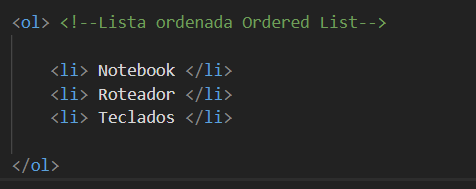 <ol> <!--Lista ordenada Ordered List-->
<li> Notebook </li>
<li> Roteador </li>
<li> Teclados </li>
</ol>